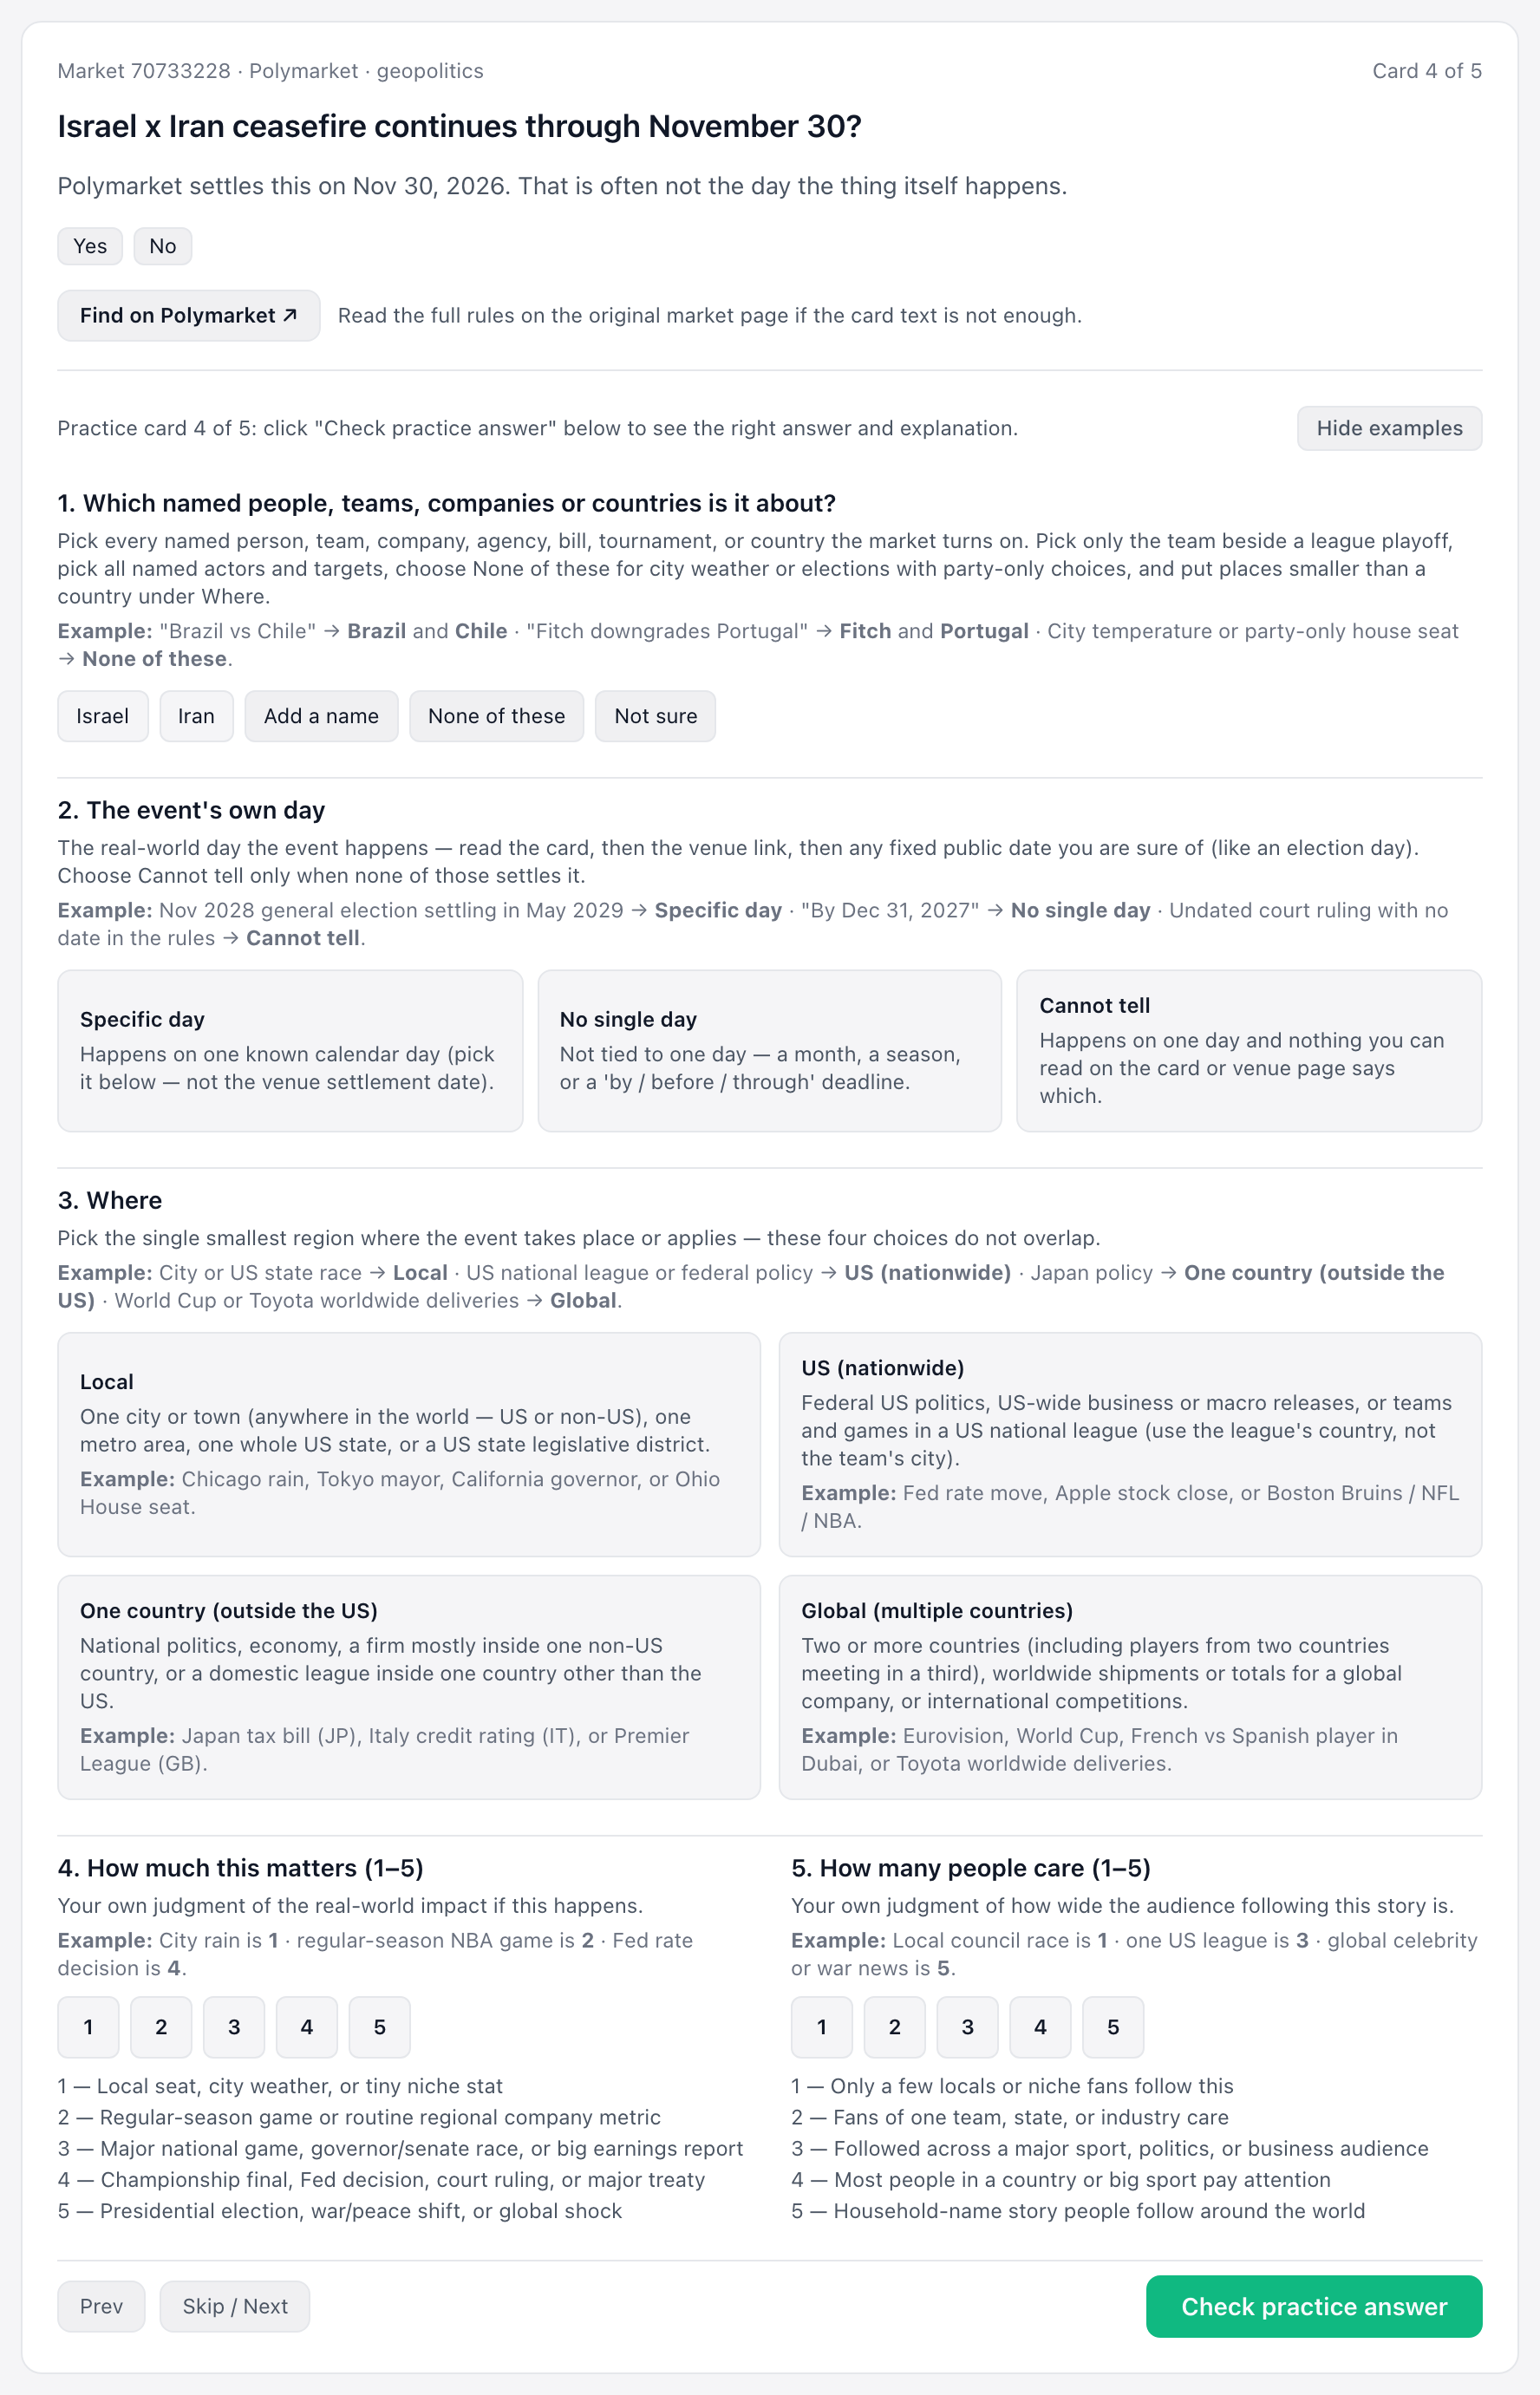 Market 70733228 · Polymarket · geopolitics
Card 4 of 5
Israel x Iran ceasefire continues through November 30?
Polymarket settles this on Nov 30, 2026. That is often not the day the thing itself happens.
Yes
No
Find on Polymarket ↗
Read the full rules on the original market page if the card text is not enough.
Practice card 4 of 5: click "Check practice answer" below to see the right answer and explanation.
Hide examples
1. Which named people, teams, companies or countries is it about?
Pick every named person, team, company, agency, bill, tournament, or country the market turns on. Pick only the team beside a league playoff,
pick all named actors and targets, choose None of these for city weather or elections with party-only choices, and put places smaller than a
country under Where.
Example: "Brazil vs Chile" → Brazil and Chile · "Fitch downgrades Portugal" → Fitch and Portugal · City temperature or party-only house seat
→ None of these.
Israel
Iran
Add a name
None of these
Not sure
2. The event's own day
The real-world day the event happens — read the card, then the venue link, then any fixed public date you are sure of (like an election day).
Choose Cannot tell only when none of those settles it.
Example: Nov 2028 general election settling in May 2029 → Specific day · "By Dec 31, 2027" → No single day · Undated court ruling with no
date in the rules → Cannot tell.
Specific day
Happens on one known calendar day (pick
it below — not the venue settlement date).
No single day
Not tied to one day — a month, a season,
or a 'by / before / through' deadline.
Cannot tell
Happens on one day and nothing you can
read on the card or venue page says
which.
3. Where
Pick the single smallest region where the event takes place or applies — these four choices do not overlap.
Example: City or US state race → Local · US national league or federal policy → US (nationwide) · Japan policy → One country (outside the
US) · World Cup or Toyota worldwide deliveries → Global.
Local
One city or town (anywhere in the world — US or non-US), one
metro area, one whole US state, or a US state legislative district.
Example: Chicago rain, Tokyo mayor, California governor, or Ohio
House seat.
US (nationwide)
Federal US politics, US-wide business or macro releases, or teams
and games in a US national league (use the league's country, not
the team's city).
Example: Fed rate move, Apple stock close, or Boston Bruins / NFL
/ NBA.
One country (outside the US)
National politics, economy, a firm mostly inside one non-US
country, or a domestic league inside one country other than the
US.
Example: Japan tax bill (JP), Italy credit rating (IT), or Premier
League (GB).
Global (multiple countries)
Two or more countries (including players from two countries
meeting in a third), worldwide shipments or totals for a global
company, or international competitions.
Example: Eurovision, World Cup, French vs Spanish player in
Dubai, or Toyota worldwide deliveries.
4. How much this matters (1–5)
Your own judgment of the real-world impact if this happens.
Example: City rain is 1 · regular-season NBA game is 2 · Fed rate
decision is 4.
1
2
3
4
5
1 — Local seat, city weather, or tiny niche stat
2 — Regular-season game or routine regional company metric
3 — Major national game, governor/senate race, or big earnings report
4 — Championship final, Fed decision, court ruling, or major treaty
5 — Presidential election, war/peace shift, or global shock
5. How many people care (1–5)
Your own judgment of how wide the audience following this story is.
Example: Local council race is 1 · one US league is 3 · global celebrity
or war news is 5.
1
2
3
4
5
1 — Only a few locals or niche fans follow this
2 — Fans of one team, state, or industry care
3 — Followed across a major sport, politics, or business audience
4 — Most people in a country or big sport pay attention
5 — Household-name story people follow around the world
Prev
Skip / Next
Check practice answer